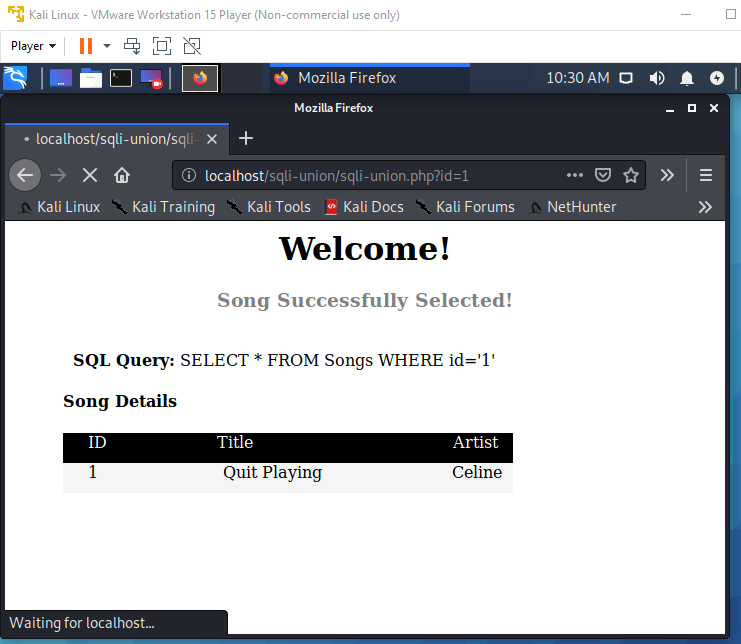 Kali Linux - VMware Workstation 15 Player (Non-commercial use only)
Player
Mozilla Firefox 10:30 AM
Mozilla Firefox
localhost/sqli-union/sqli-
localhost/sqli-union/sqli-union.php?id=1
Kali Linux Kali Training Kali Tools Kali Docs Kali Forums NetHunter
Welcome!
Song Successfully Selected!
SQL Query: SELECT * FROM Songs WHERE id='1'
Song Details
ID Title Artist
1 Quit Playing Celine
Waiting for localhost...